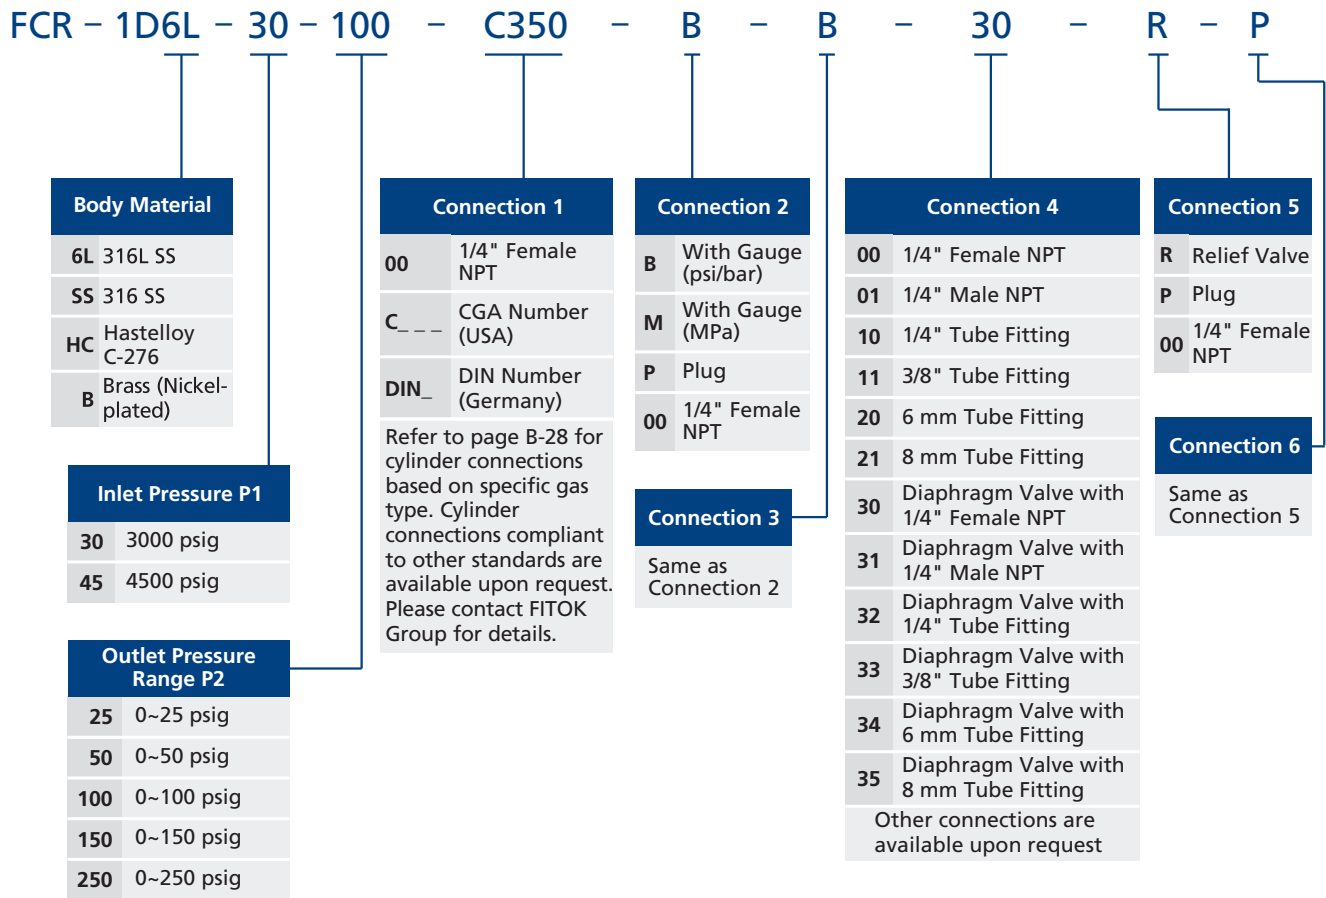 FCR – 1D6L – 30 – 100 – C350 – B – B – 30 – R – P
Body Material
6L 316L SS
SS 316 SS
HC Hastelloy
C-276
B Brass (Nickel-
plated)
Inlet Pressure P1
30 3000 psig
45 4500 psig
Outlet Pressure
Range P2
25 0~25 psig
50 0~50 psig
100 0~100 psig
150 0~150 psig
250 0~250 psig
Connection 1
00 1/4" Female
NPT
C_ _ _ CGA Number
(USA)
DIN_ DIN Number
(Germany)
Refer to page B-28 for
cylinder connections
based on specific gas
type. Cylinder
connections compliant
to other standards are
available upon request.
Please contact FITOK
Group for details.
Connection 2
B With Gauge
(psi/bar)
M With Gauge
(MPa)
P Plug
00 1/4" Female
NPT
Connection 3
Same as
Connection 2
Connection 4
00 1/4" Female NPT
01 1/4" Male NPT
10 1/4" Tube Fitting
11 3/8" Tube Fitting
20 6 mm Tube Fitting
21 8 mm Tube Fitting
30 Diaphragm Valve with
1/4" Female NPT
31 Diaphragm Valve with
1/4" Male NPT
32 Diaphragm Valve with
1/4" Tube Fitting
33 Diaphragm Valve with
3/8" Tube Fitting
34 Diaphragm Valve with
6 mm Tube Fitting
35 Diaphragm Valve with
8 mm Tube Fitting
Other connections are
available upon request
Connection 5
R Relief Valve
P Plug
00 1/4" Female
NPT
Connection 6
Same as
Connection 5